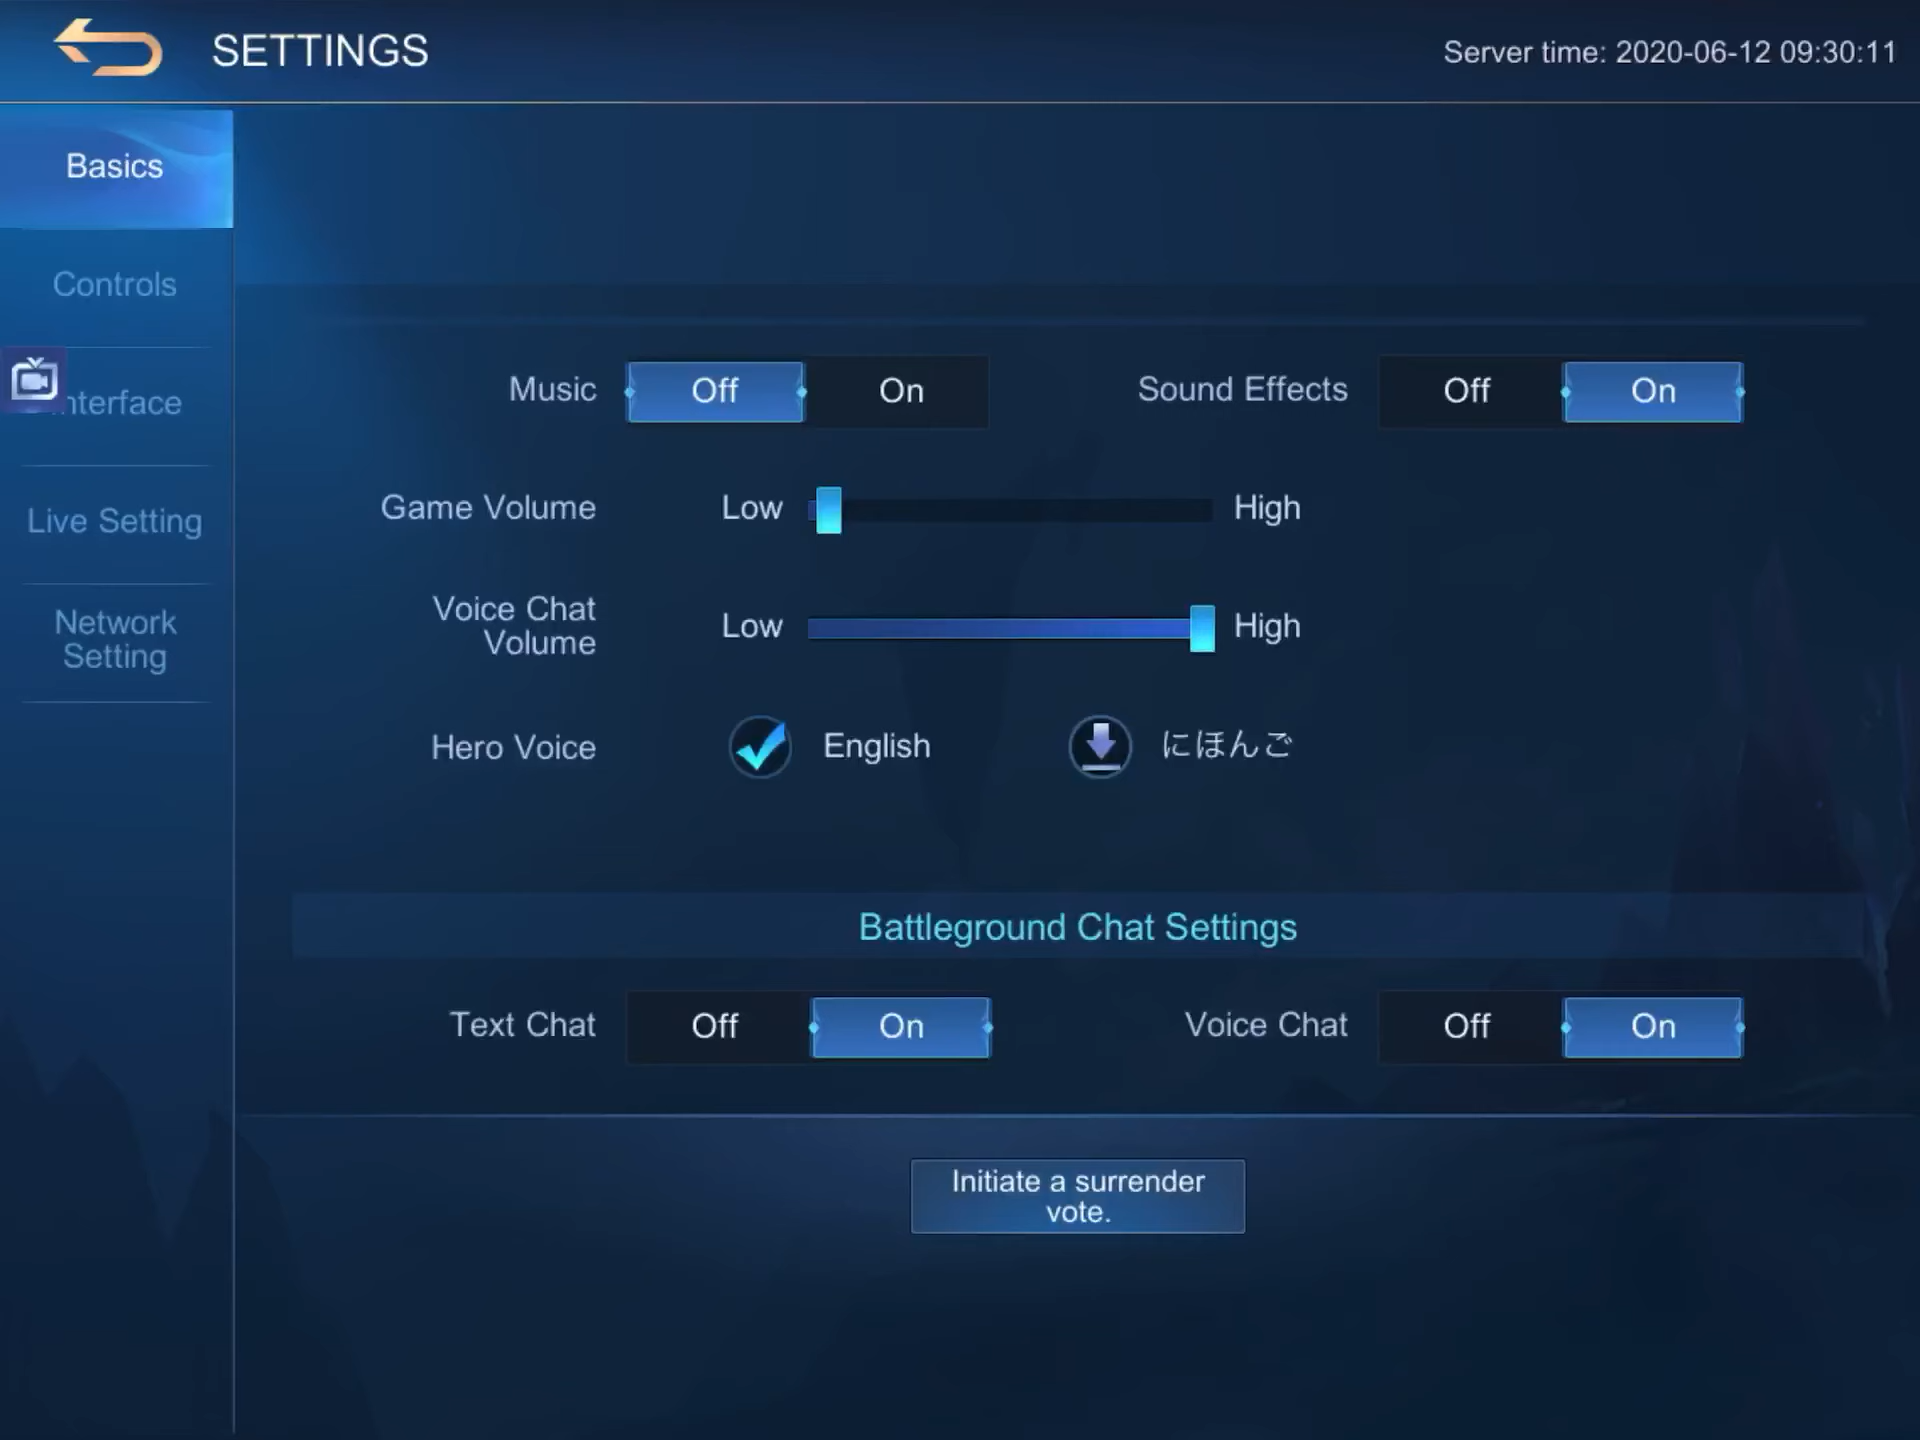 SETTINGS
Server time: 2020-06-12 09:30:11
Basics
Controls
nterface
Live Setting
Network
Setting
Music Off On Sound Effects Off On
Game Volume Low High
Voice Chat
Volume Low High
Hero Voice English にほんご
Battleground Chat Settings
Text Chat Off On Voice Chat Off On
Initiate a surrender
vote.